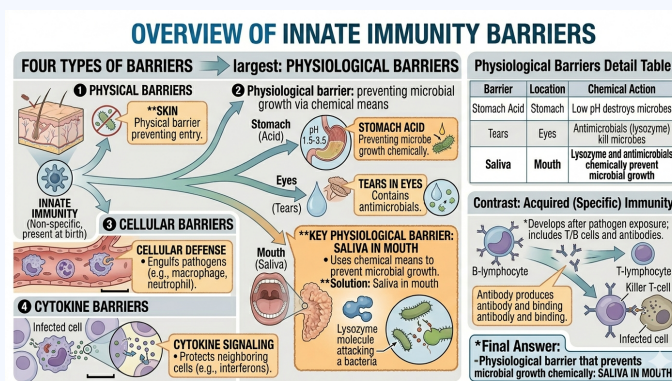 OVERVIEW OF INNATE IMMUNITY BARRIERS
FOUR TYPES OF BARRIERS
largest: PHYSIOLOGICAL BARRIERS
1 PHYSICAL BARRIERS
**SKIN
Physical barrier
preventing entry.
INNATE
IMMUNITY
(Non-specific,
present at birth)
2 Physiological barrier: preventing microbial
growth via chemical means
Stomach
(Acid)
pH
1.5-3.5
STOMACH ACID
Preventing microbe
growth chemically.
Eyes
(Tears)
TEARS IN EYES
Contains
antimicrobials.
3 CELLULAR BARRIERS
CELLULAR DEFENSE
• Engulfs pathogens
(e.g., macrophage,
neutrofil).
Mouth
(Saliva)
**KEY PHYSIOLOGICAL BARRIER:
SALIVA IN MOUTH
• Uses chemical means to
prevent microbial growth.
**Solution: Saliva in mouth
Lysozyme
molecule
attacking
a bacteria
4 CYTOKINE BARRIERS
Infected cell
CYTOKINE SIGNALING
• Protects neighboring
cells (e.g., interferons).
Physiological Barriers Detail Table
Barrier Location Chemical Action
Stomach Acid Stomach Low pH destroys microbes
Tears Eyes Antimicrobials (lysozyme)
kill microbes
Saliva Mouth Lysozyme and antimicrobials
chemically prevent
microbial growth
Contrast: Acquired (Specific) Immunity
*Develops after pathogen exposure;
includes T/B cells and antibodies.
B-lymphocyte
T-lymphocyte
Killer T-cell
Antibody produces
antibody and binding
antibody and binding.
Infected cell
*Final Answer:
-Physiological barrier that prevents
microbial growth chemically: SALIVA IN MOUTH